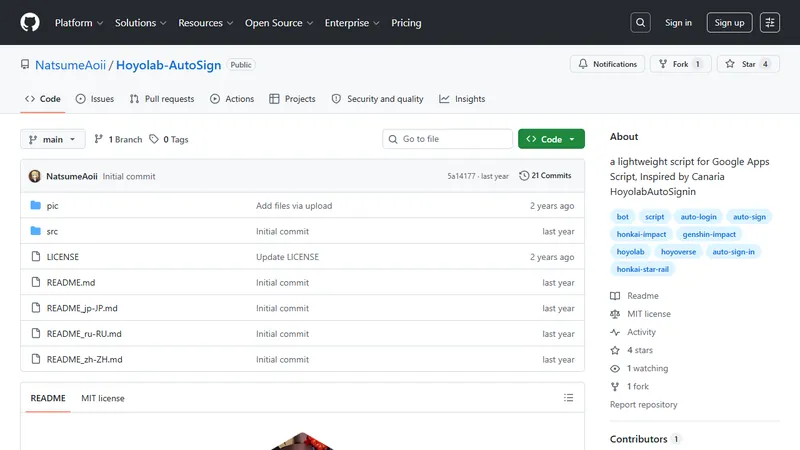 Platform Solutions Resources Open Source Enterprise Pricing Sign in Sign up
NatsumeAoii / Hoyolab-AutoSign Public Notifications Fork 1 Star 4
Code Issues Pull requests Actions Projects Security and quality Insights
main 1 Branch 0 Tags Go to file Code
NatsumeAoii Initial commit 5a14177 · last year 21 Commits
pic Add files via upload 2 years ago
src Initial commit last year
LICENSE Update LICENSE 2 years ago
README.md Initial commit last year
README_jp-JP.md Initial commit last year
README_ru-RU.md Initial commit last year
README_zh-ZH.md Initial commit last year
README MIT license
About
a lightweight script for Google Apps
Script, Inspired by Canaria
HoyolabAutoSignin
bot script auto-login auto-sign
honkai-impact genshin-impact
hoyolab hoyoverse auto-sign-in
honkai-star-rail
Readme
MIT license
Activity
4 stars
1 watching
1 fork
Report repository
Contributors 1